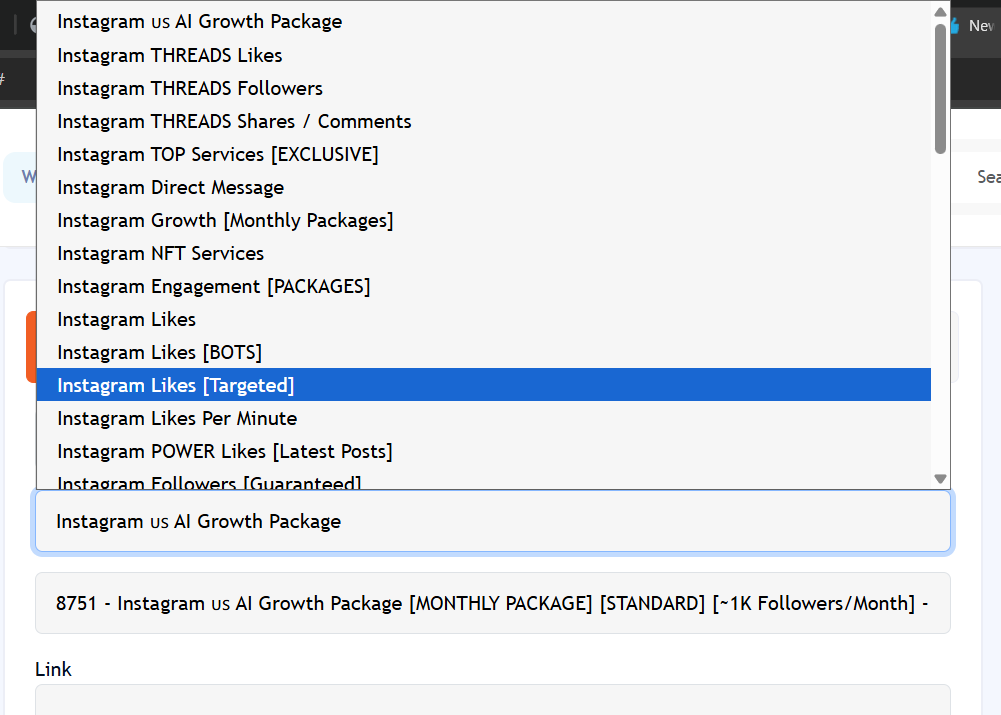 Instagram us AI Growth Package
Instagram THREADS Likes
Instagram THREADS Followers
Instagram THREADS Shares / Comments
Instagram TOP Services [EXCLUSIVE]
Instagram Direct Message
Instagram Growth [Monthly Packages]
Instagram NFT Services
Instagram Engagement [PACKAGES]
Instagram Likes
Instagram Likes [BOTS]
Instagram Likes [Targeted]
Instagram Likes Per Minute
Instagram POWER Likes [Latest Posts]
Instagram Followers [Guaranteed]
Instagram us AI Growth Package
8751 - Instagram us AI Growth Package [MONTHLY PACKAGE] [STANDARD] [~1K Followers/Month] -
Link